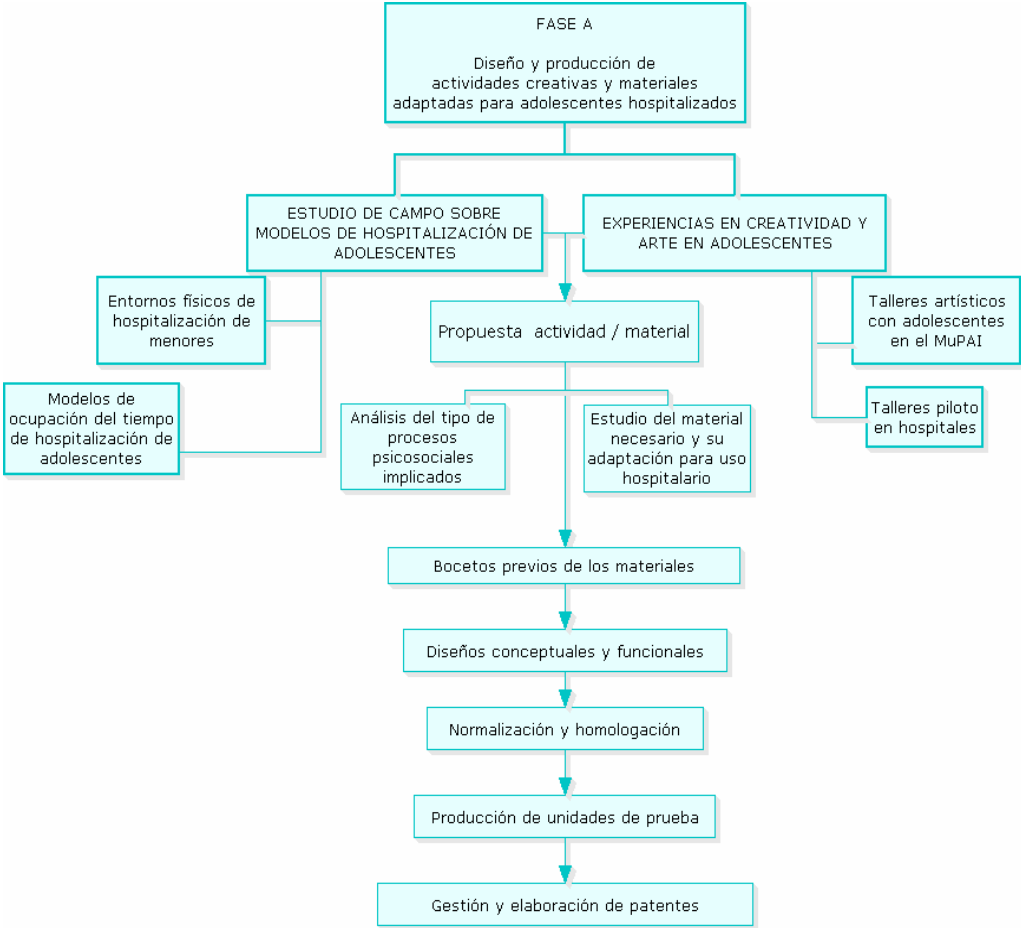 FASE A
Diseño y producción de
actividades creativas y materiales
adaptadas para adolescentes hospitalizados
ESTUDIO DE CAMPO SOBRE
MODELOS DE HOSPITALIZACIÓN DE
ADOLESCENTES
EXPERIENCIAS EN CREATIVIDAD Y
ARTE EN ADOLESCENTES
Entornos físicos de
hospitalización de
menores
Modelos de
ocupación del tiempo
de hospitalización de
adolescentes
Talleres artísticos
con adolescentes
en el MuPAI
Talleres piloto
en hospitales
Propuesta actividad / material
Análisis del tipo de
procesos
psicosociales
implicados
Estudio del material
necesario y su
adaptación para uso
hospitalario
Bocetos previos de los materiales
Diseños conceptuales y funcionales
Normalización y homologación
Producción de unidades de prueba
Gestión y elaboración de patentes